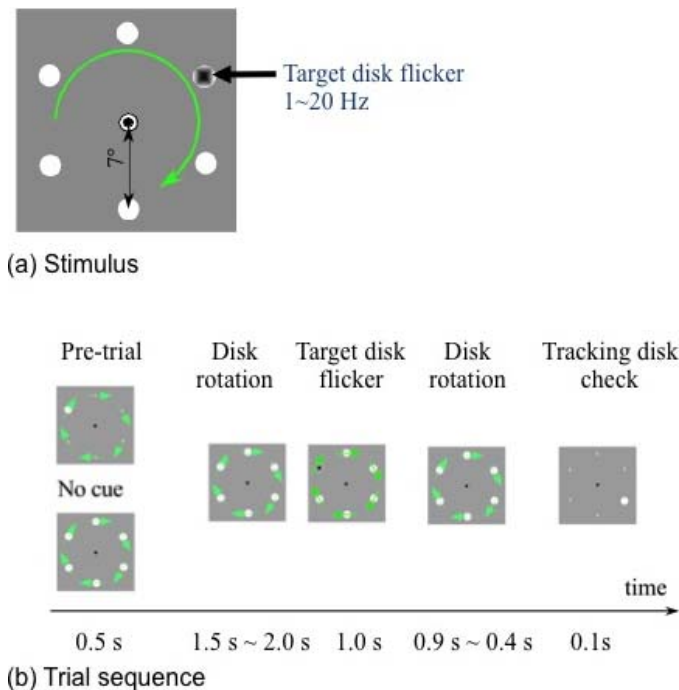 Target disk flicker
1~20 Hz
7°
(a) Stimulus
Pre-trial
Disk rotation
Target disk flicker
Disk rotation
Tracking disk check
No cue
time
0.5 s
1.5 s ~ 2.0 s
1.0 s
0.9 s ~ 0.4 s
0.1s
(b) Trial sequence